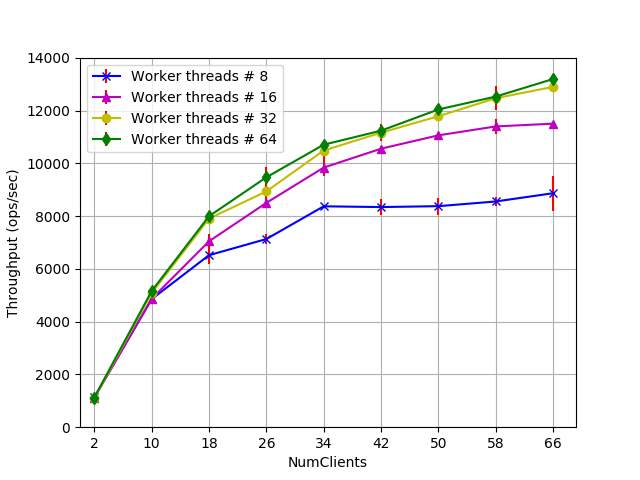 14000
12000
10000
8000
6000
4000
2000
0
Throughput (ops/sec)
Worker threads # 8
Worker threads # 16
Worker threads # 32
Worker threads # 64
2 10 18 26 34 42 50 58 66
NumClients